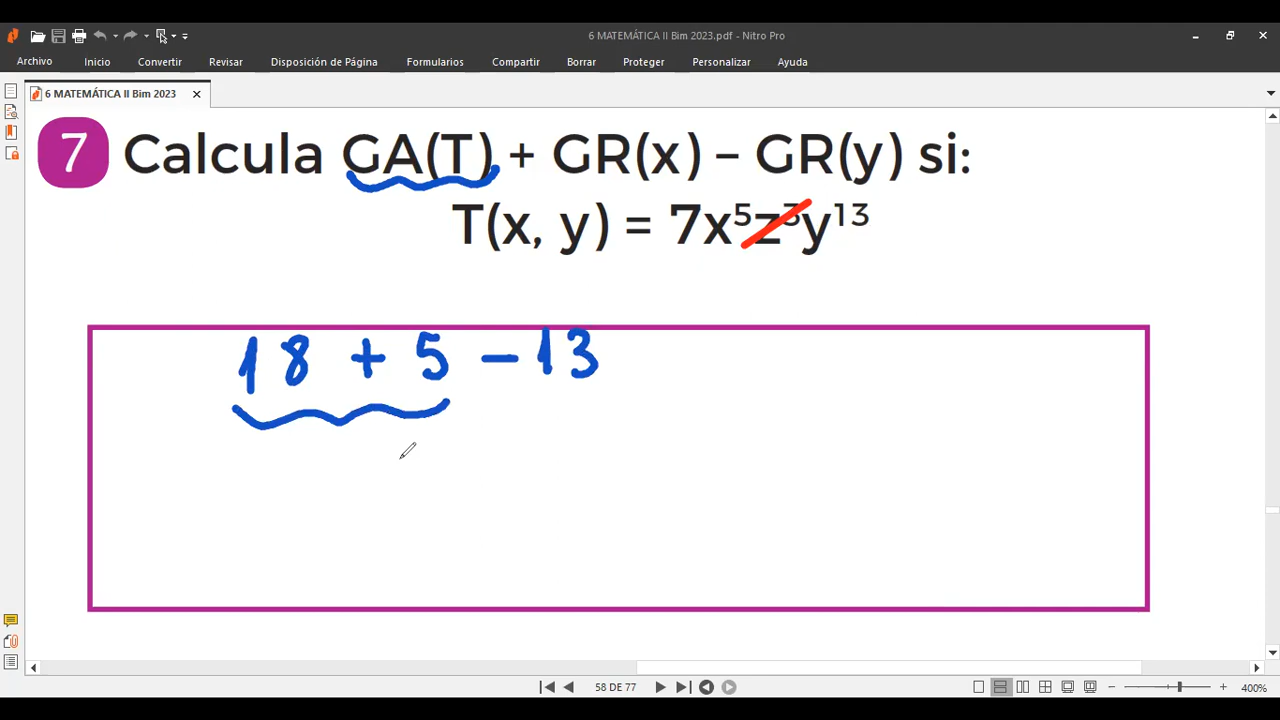 6 MATEMÁTICA II Bim 2023.pdf - Nitro Pro
Archivo Inicio Convertir Revisar Disposición de Página Formularios Compartir Borrar Proteger Personalizar Ayuda
6 MATEMÁTICA II Bim 2023
7 Calcula GA(T) + GR(x) – GR(y) si:
T(x, y) = 7x⁵z³y¹³
18 + 5 - 13
58 DE 77
400%